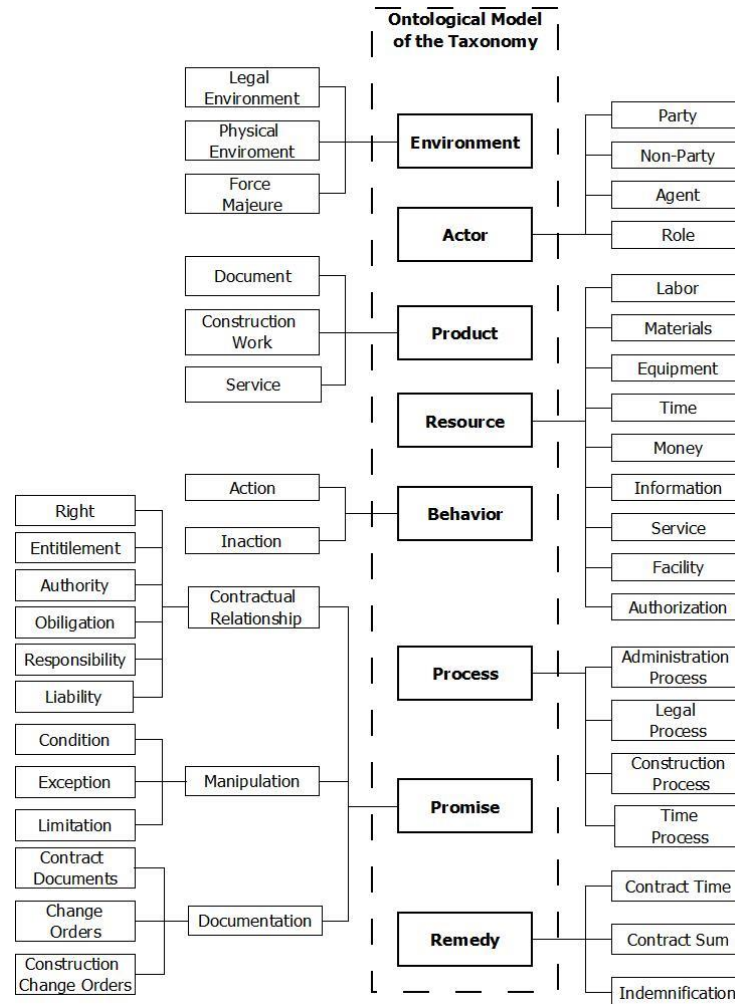 Ontological Model
of the Taxonomy
Legal
Environment
Physical
Enviroment
Force
Majeure
Environment
Party
Non-Party
Agent
Role
Actor
Document
Construction
Work
Service
Product
Labor
Materials
Equipment
Time
Money
Information
Service
Facility
Authorization
Resource
Action
Inaction
Behavior
Right
Entitilement
Authority
Obiligation
Responsibility
Liability
Contractual
Relationship
Administration
Process
Legal
Process
Construction
Process
Time
Process
Process
Condition
Exception
Limitation
Manipulation
Promise
Contract
Documents
Change
Orders
Construction
Change Orders
Documentation
Remedy
Contract Time
Contract Sum
Indemnification